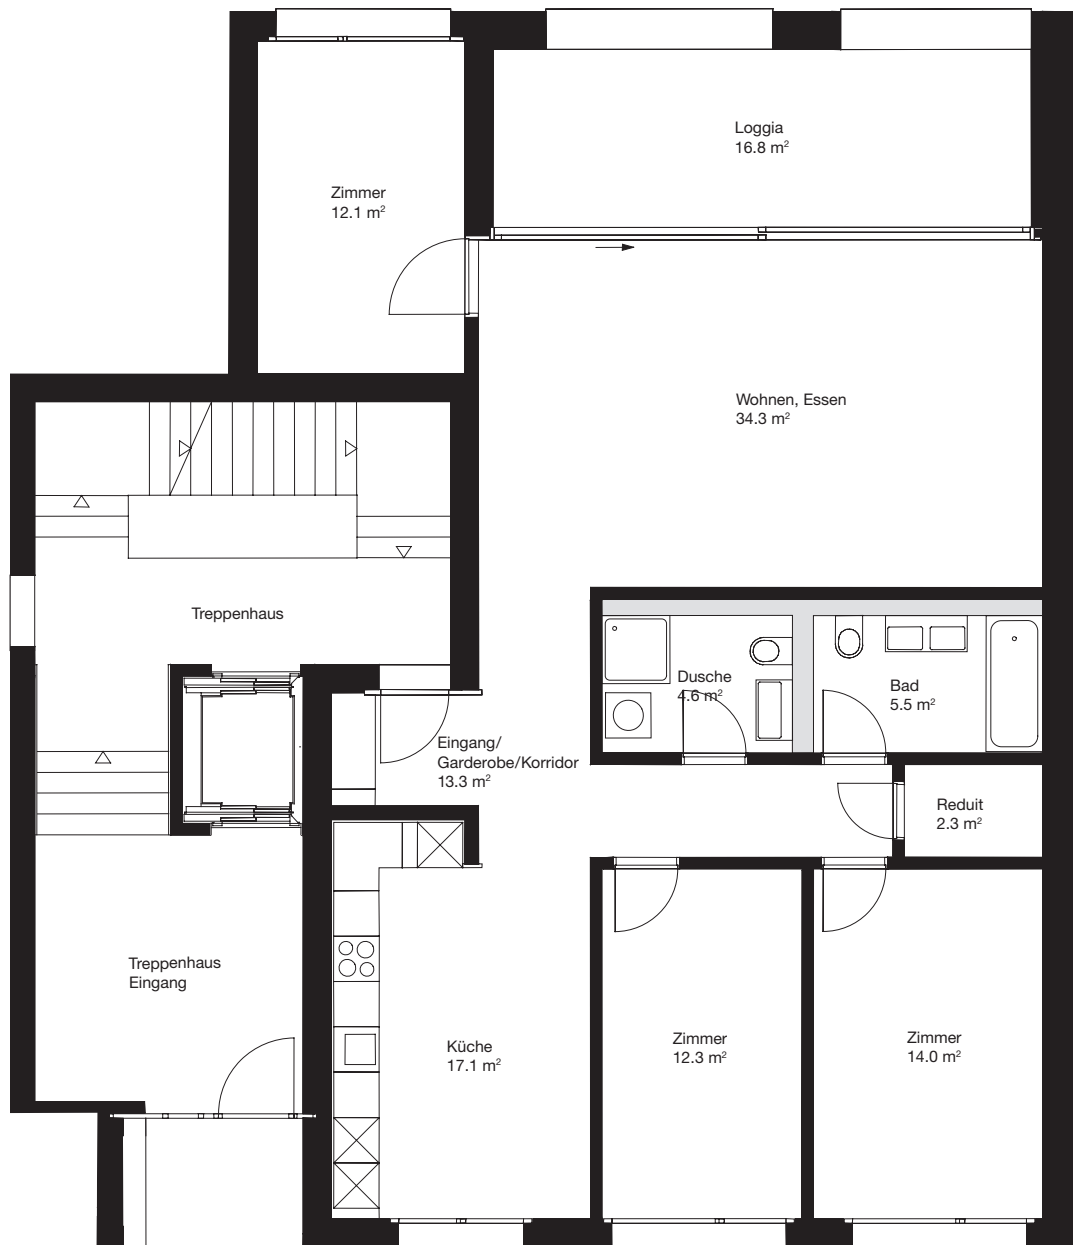 Loggia
16.8 m²
Zimmer
12.1 m²
Wohnen, Essen
34.3 m²
Treppenhaus
Dusche
4.6 m²
Bad
5.5 m²
Eingang/
Garderobe/Korridor
13.3 m²
Reduit
2.3 m²
Treppenhaus
Eingang
Küche
17.1 m²
Zimmer
12.3 m²
Zimmer
14.0 m²